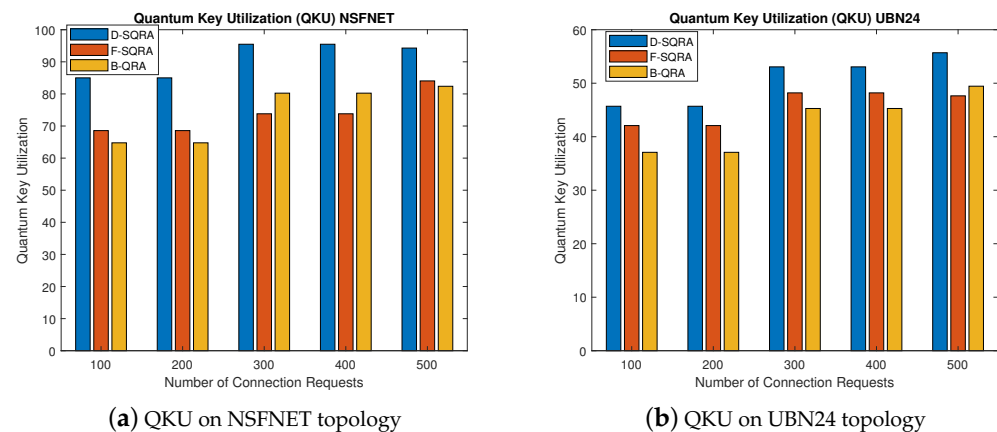 Quantum Key Utilization (QKU) NSFNET
D-SQRA
F-SQRA
B-QRA
100
90
80
70
60
50
40
30
20
10
0
Quantum Key Utilization
100 200 300 400 500
Number of Connection Requests
(a) QKU on NSFNET topology
Quantum Key Utilization (QKU) UBN24
D-SQRA
F-SQRA
B-QRA
60
50
40
30
20
10
0
Quantum Key Utilization
100 200 300 400 500
Number of Connection Requests
(b) QKU on UBN24 topology